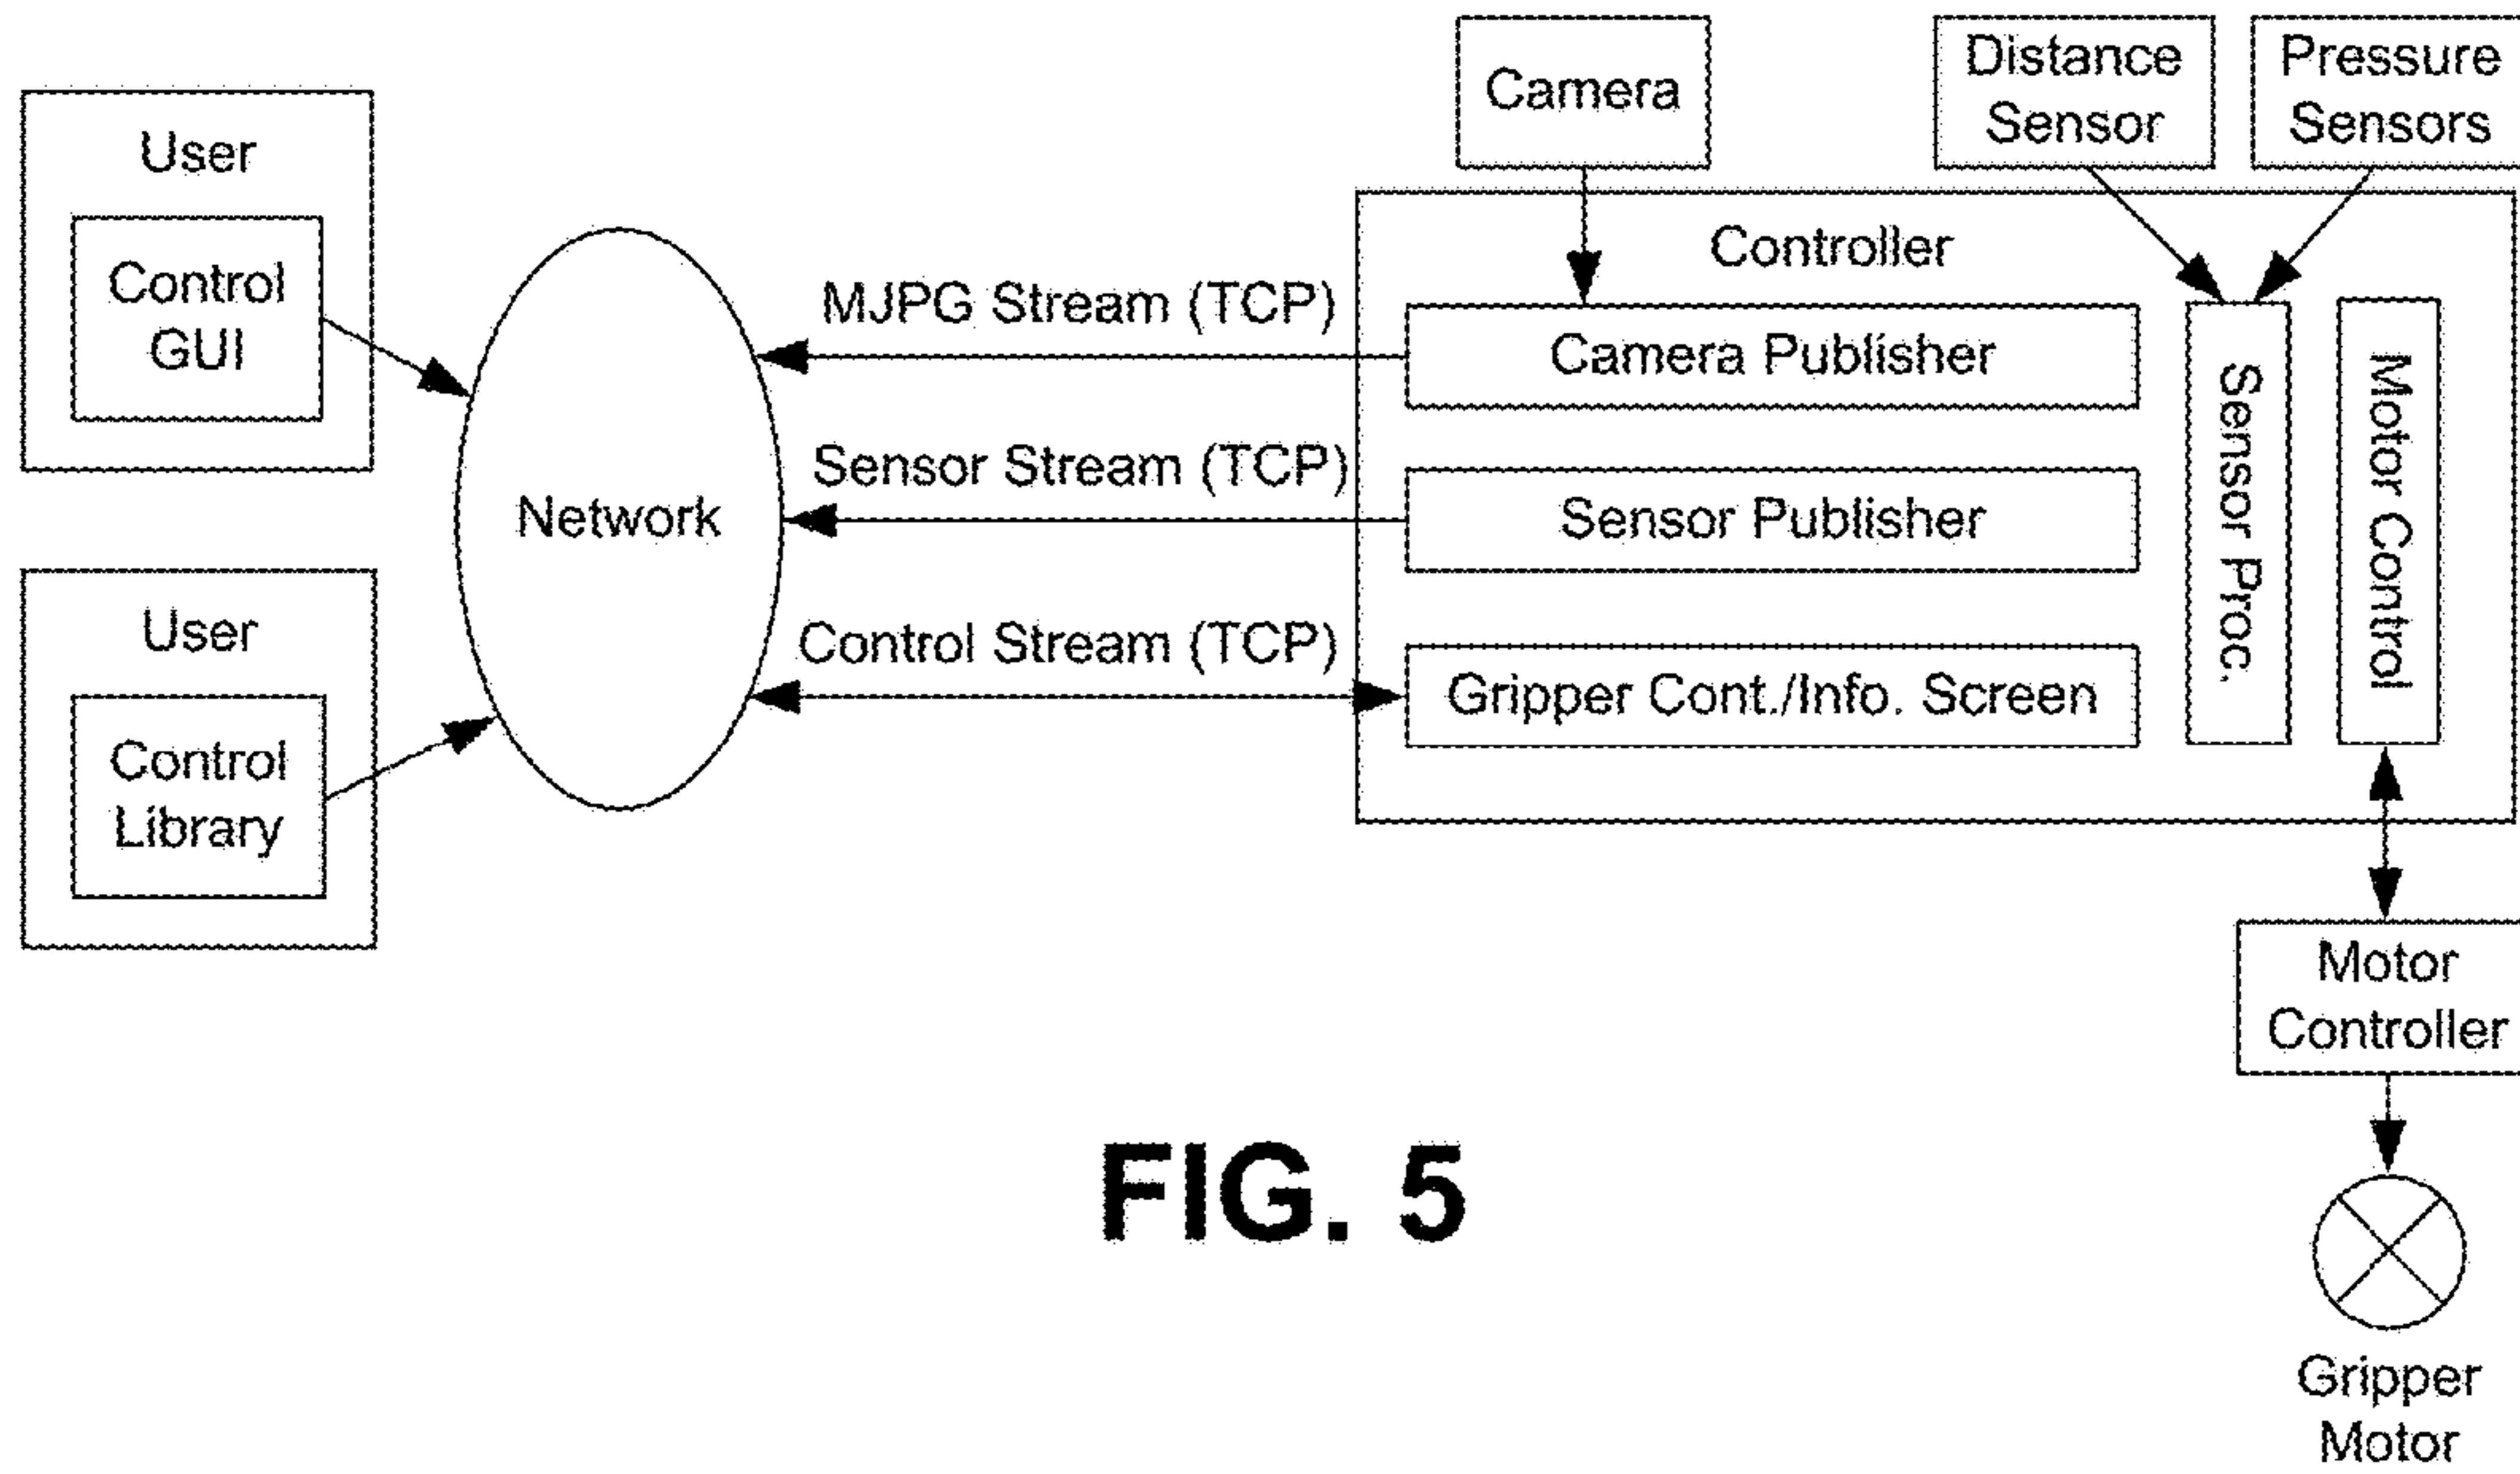 Camera
Distance
Sensor
Pressure
Sensors
User
Control
GUI
User
Control
Library
Network
MJPG Stream (TCP)
Sensor Stream (TCP)
Control Stream (TCP)
Controller
Camera Publisher
Sensor Publisher
Gripper Cont./Info. Screen
Sensor Proc.
Motor Control
Motor
Controller
Gripper
Motor
FIG. 5